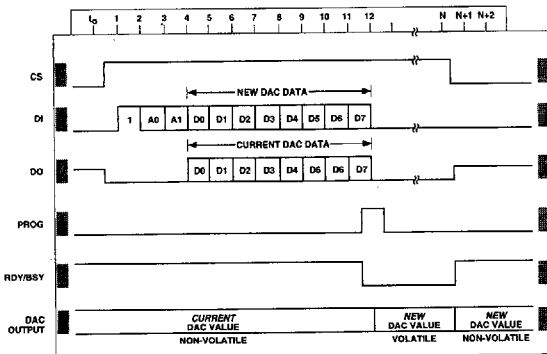 to 1 2 3 4 5 6 7 8 9 10 11 12 N N+1 N+2
CS
NEW DAC DATA
DI 1 A0 A1 D0 D1 D2 D3 D4 D5 D6 D7
CURRENT DAC DATA
DO D0 D1 D2 D3 D4 D5 D6 D7
PROG
RDY/BSY
DAC OUTPUT
CURRENT DAC VALUE
NON-VOLATILE
NEW DAC VALUE
VOLATILE
NEW DAC VALUE
NON-VOLATILE